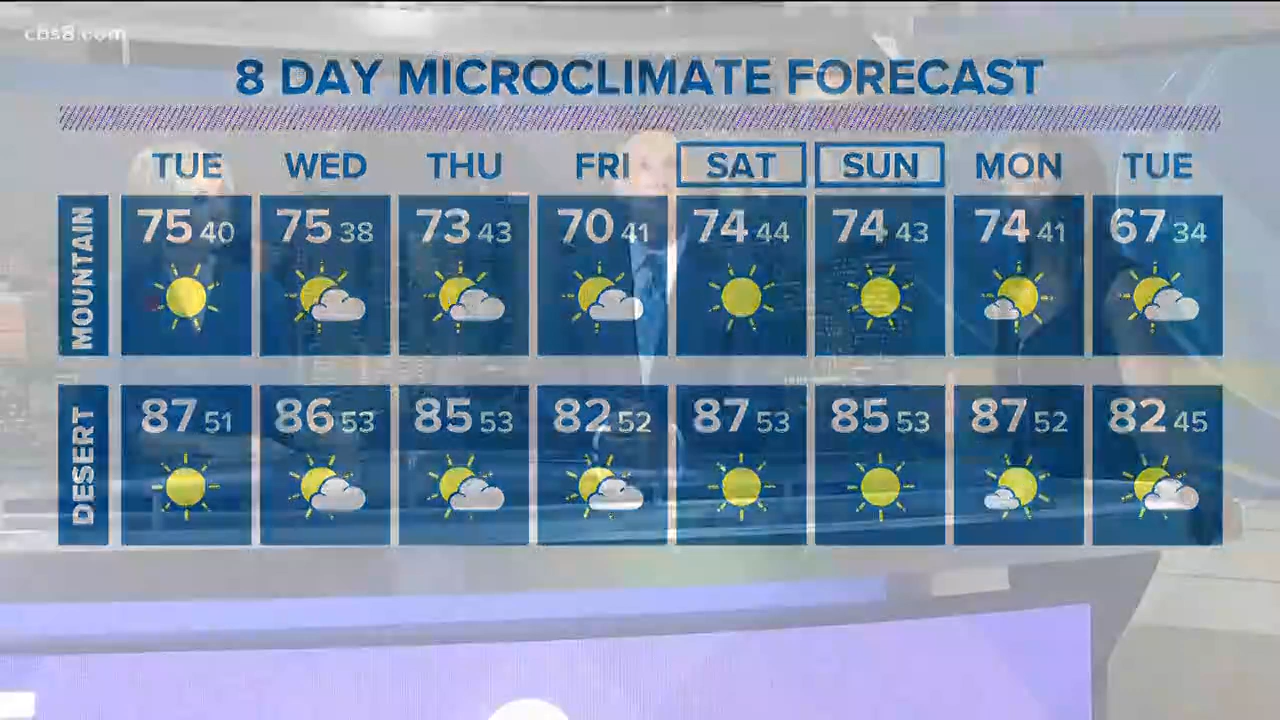 cbs8.com
8 DAY MICROCLIMATE FORECAST
TUE WED THU FRI SAT SUN MON TUE
MOUNTAIN
75 40 75 38 73 43 70 41 74 44 74 43 74 41 67 34
DESERT
87 51 86 53 85 53 82 52 87 53 85 53 87 52 82 45